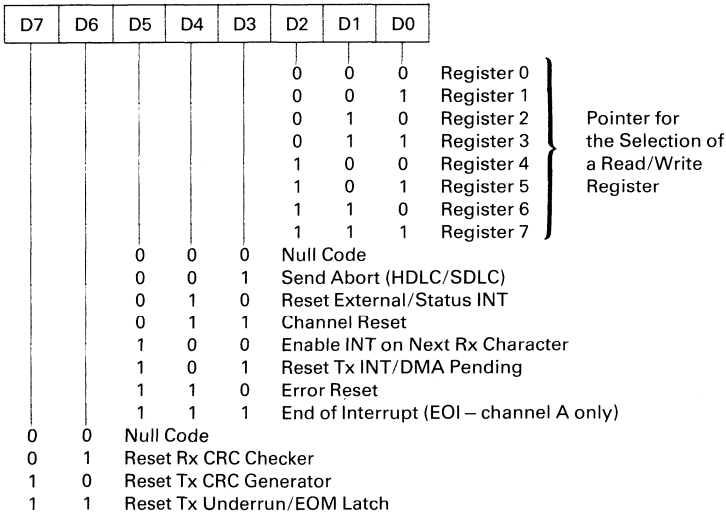 D7 D6 D5 D4 D3 D2 D1 D0
0 0 0 Register 0
0 0 1 Register 1
0 1 0 Register 2 Pointer for
0 1 1 Register 3 the Selection of
1 0 0 Register 4 a Read/Write
1 0 1 Register 5 Register
1 1 0 Register 6
1 1 1 Register 7
0 0 0 Null Code
0 0 1 Send Abort (HDLC/SDLC)
0 1 0 Reset External/Status INT
0 1 1 Channel Reset
1 0 0 Enable INT on Next Rx Character
1 0 1 Reset Tx INT/DMA Pending
1 1 0 Error Reset
1 1 1 End of Interrupt (EOI – channel A only)
0 0 Null Code
0 1 Reset Rx CRC Checker
1 0 Reset Tx CRC Generator
1 1 Reset Tx Underrun/EOM Latch